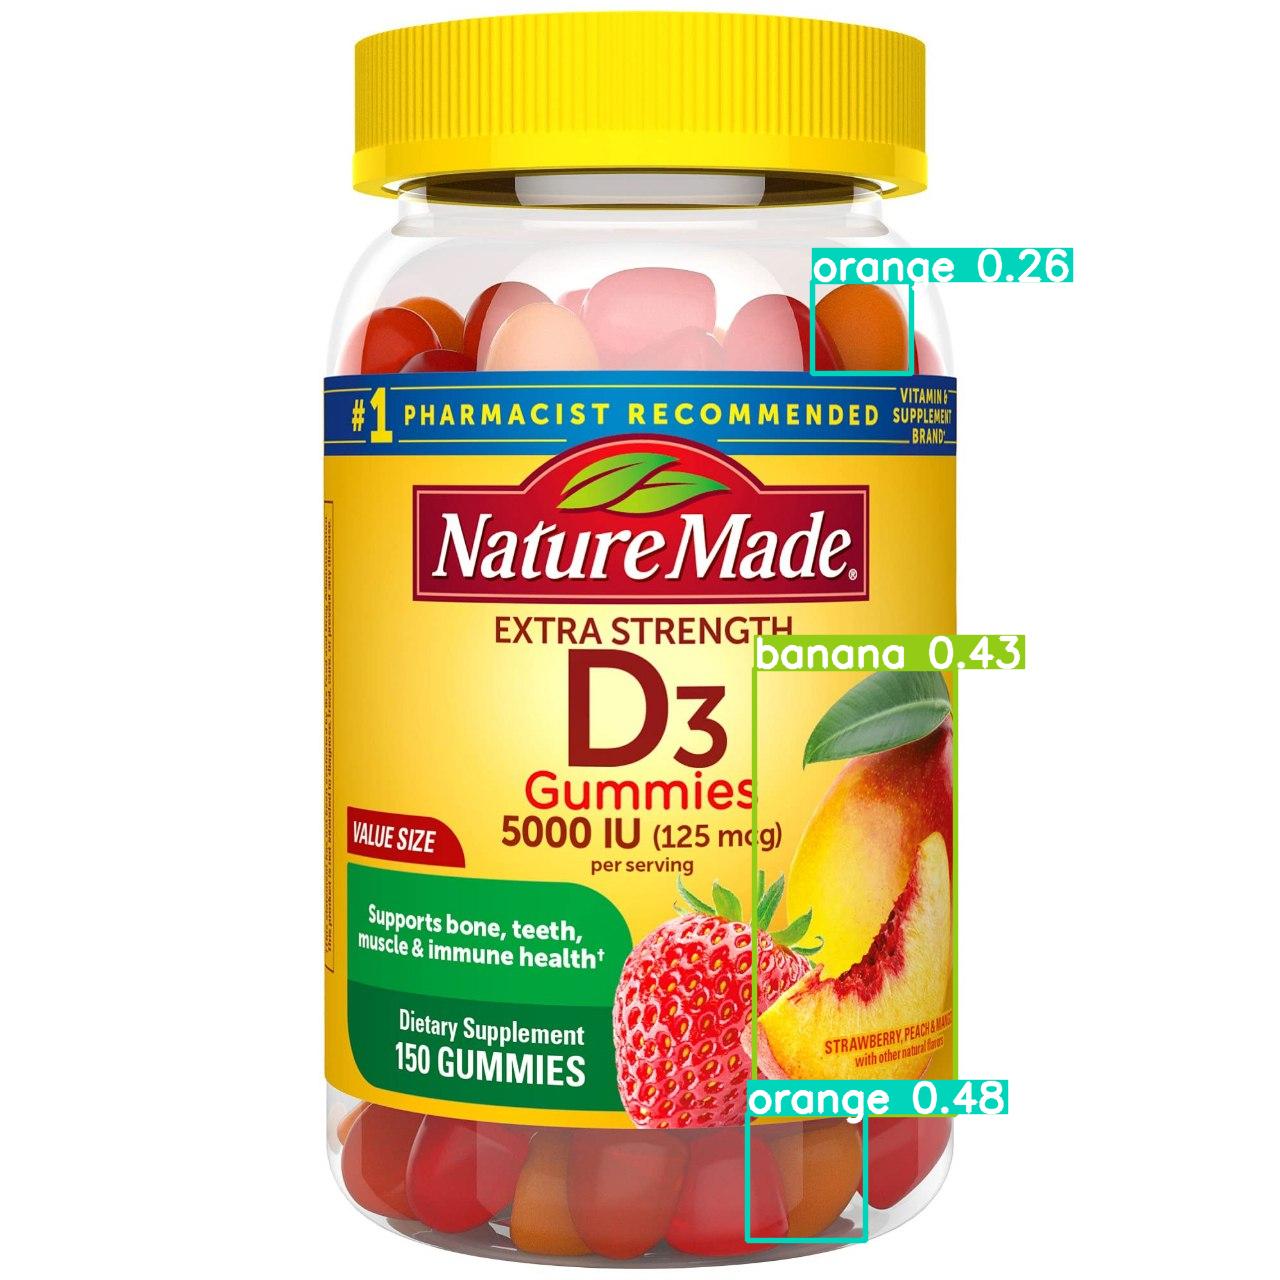 orange 0.26
#1 PHARMACIST RECOMMENDED
VITAMIN &
SUPPLEMENT
BRAND*
Nature Made®
EXTRA STRENGTH
banana 0.43
D3
Gummies
5000 IU (125 mcg)
per serving
VALUE SIZE
Supports bone, teeth,
muscle & immune health†
Dietary Supplement
150 GUMMIES
STRAWBERRY, PEACH & MANGO
with other natural flavors
orange 0.48